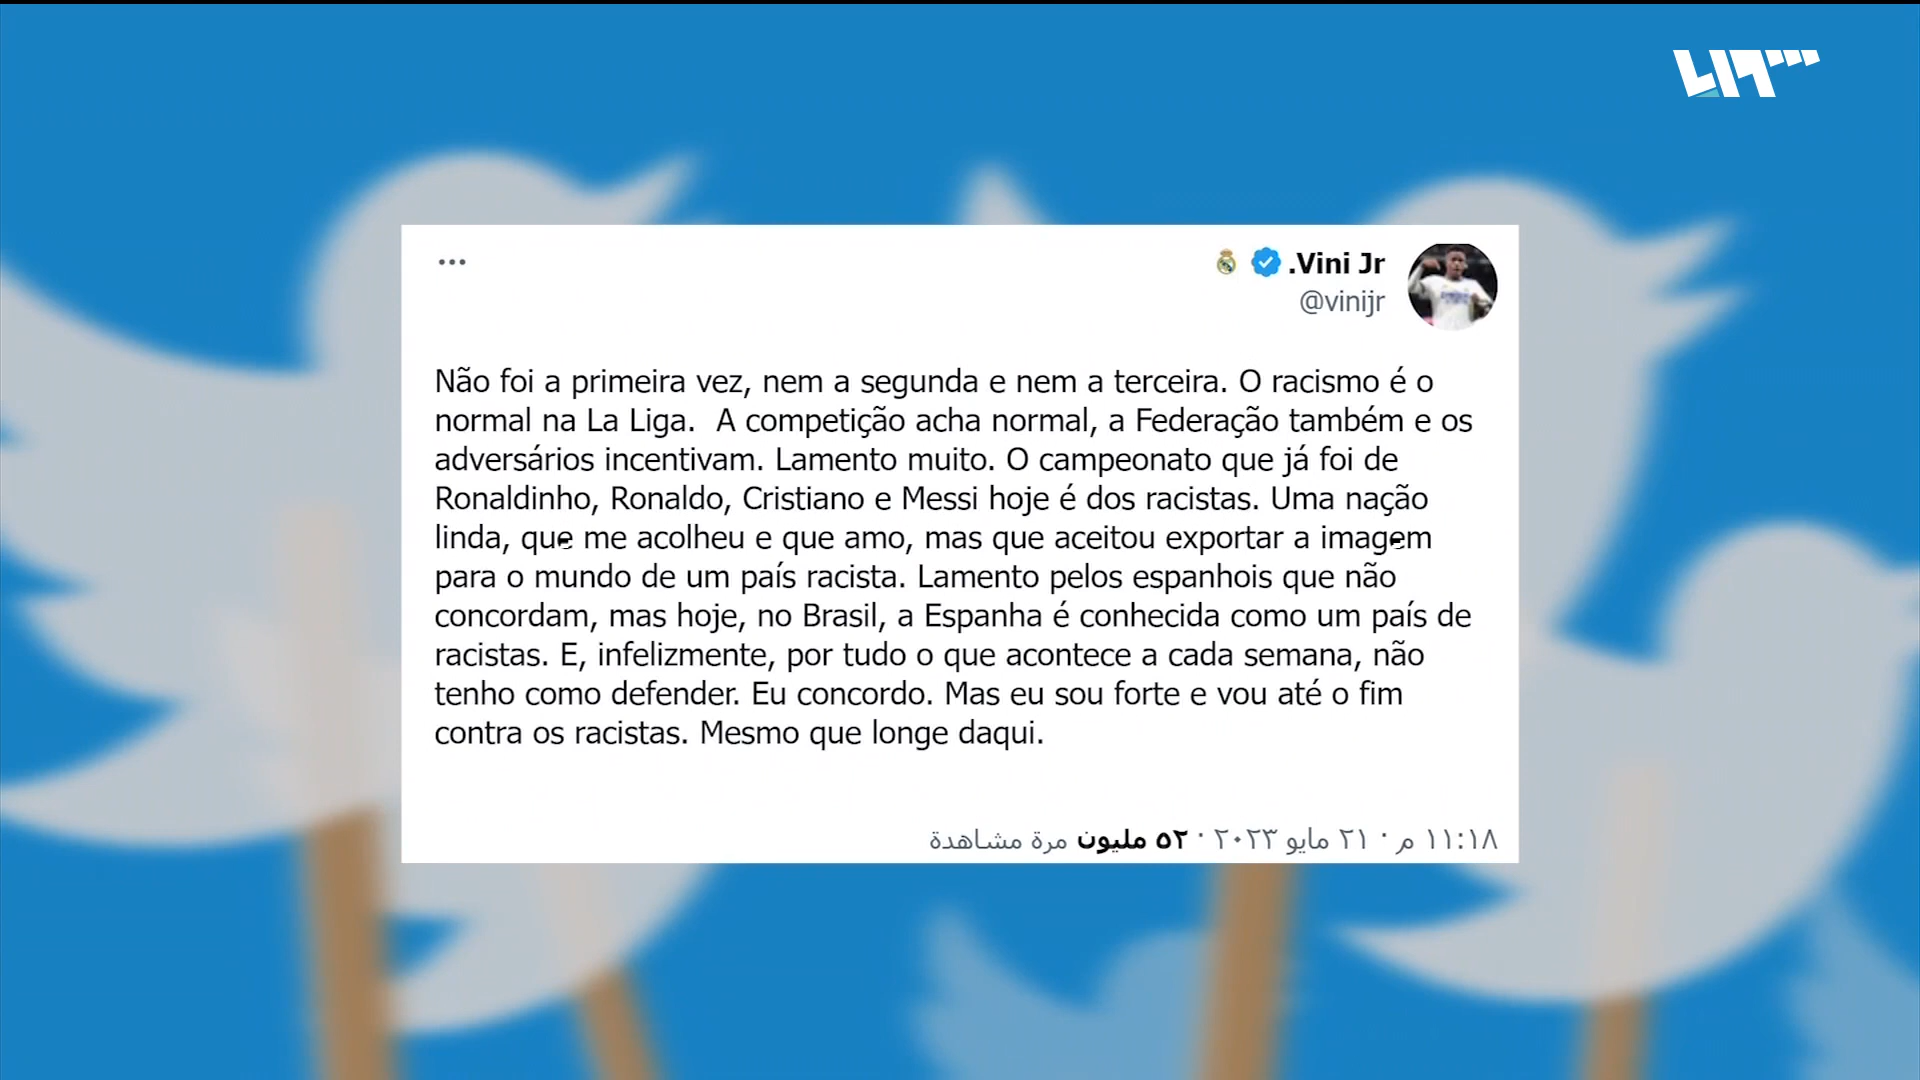 .Vini Jr
@vinijr
Não foi a primeira vez, nem a segunda e nem a terceira. O racismo é o
normal na La Liga.  A competição acha normal, a Federação também e os
adversários incentivam. Lamento muito. O campeonato que já foi de
Ronaldinho, Ronaldo, Cristiano e Messi hoje é dos racistas. Uma nação
linda, que me acolheu e que amo, mas que aceitou exportar a imagem
para o mundo de um país racista. Lamento pelos espanhois que não
concordam, mas hoje, no Brasil, a Espanha é conhecida como um país de
racistas. E, infelizmente, por tudo o que acontece a cada semana, não
tenho como defender. Eu concordo. Mas eu sou forte e vou até o fim
contra os racistas. Mesmo que longe daqui.
١١:١٨ م · ٢١ مايو ٢٠٢٣ · ٥٢ مليون مرة مشاهدة